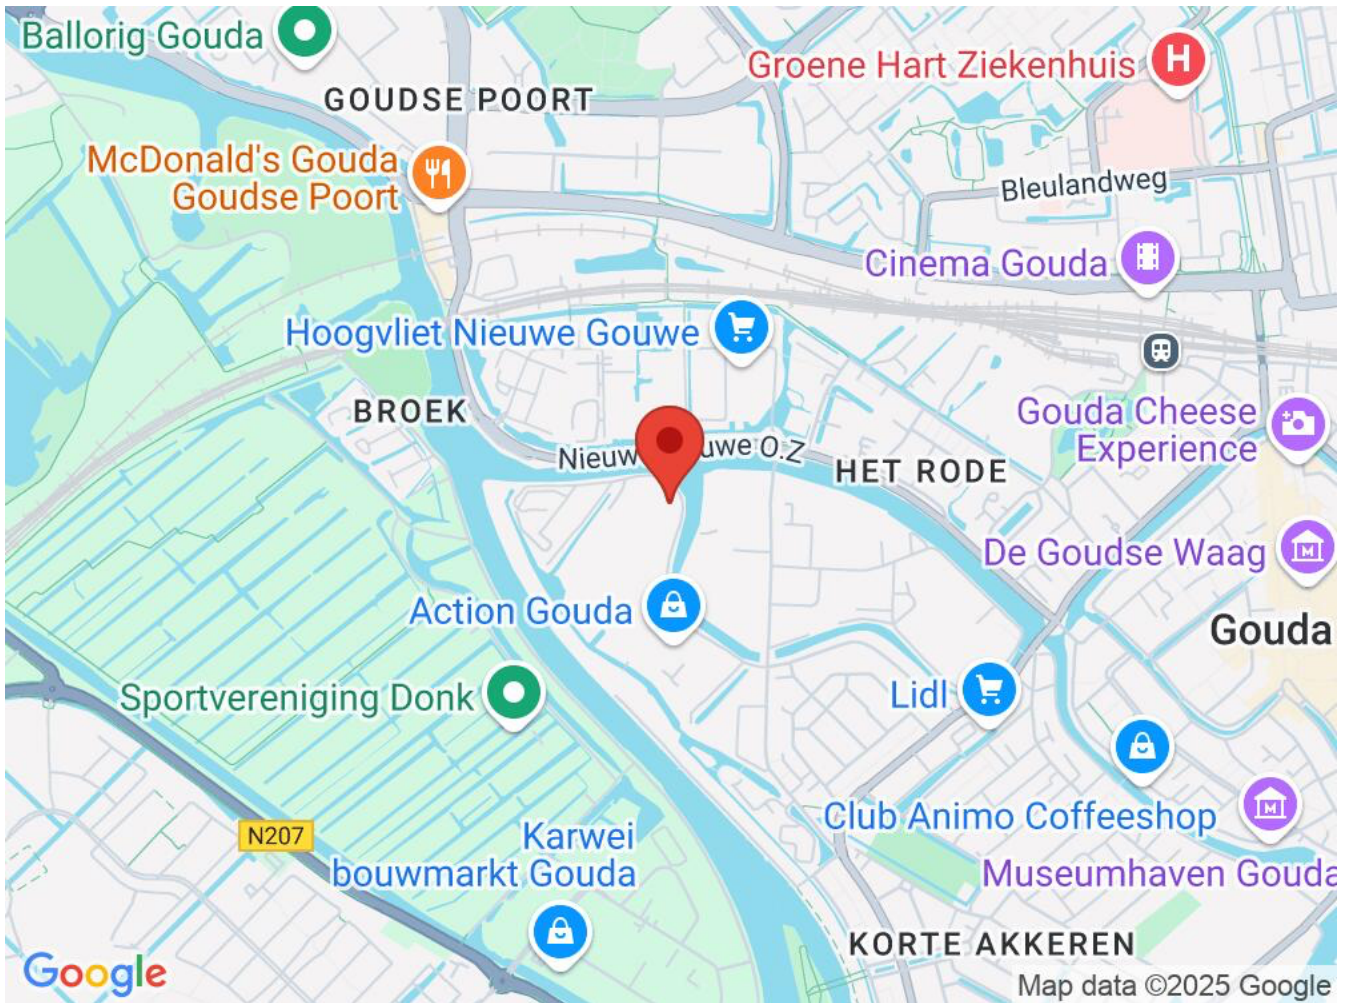 Ballorig Gouda
Groene Hart Ziekenhuis
H
GOUDSE POORT
McDonald's Gouda
Goudse Poort
Bleulandweg
Cinema Gouda
Hoogvliet Nieuwe Gouwe
BROEK
Gouda Cheese
Experience
O.Z
HET RODE
De Goudse Waag
M
Action Gouda
Gouda
Sportvereniging Donk
Lidl
Club Animo Coffeeshop
M
N207
Karwei
bouwmarkt Gouda
Museumhaven Gouda
KORTE AKKEREN
Google
Map data ©2025 Google